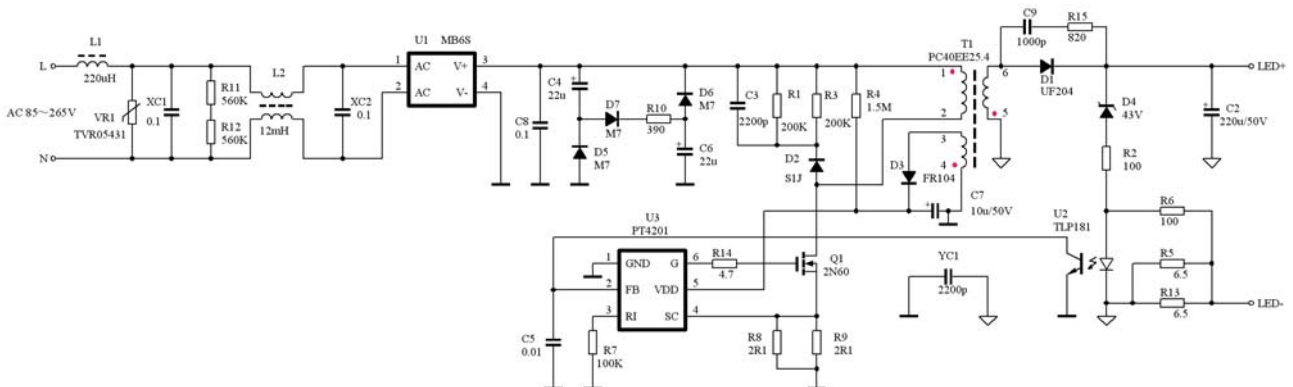 L1
L
220uH
AC 85～265V
VR1
TVR05431
N
XC1
0.1
R11
560K
R12
560K
L2
12mH
XC2
0.1
U1 MB6S
1 AC V+ 3
2 AC V- 4
C8
0.1
C4
22u
D7
M7
R10
390
D5
M7
D6
M7
C6
22u
C3
2200p
R1
200K
R3
200K
R4
1.5M
D2
S1J
T1
PC40EE25.4
1
2
3
4
6
5
D3
FR104
C7
10u/50V
C9
1000p
R15
820
D1
UF204
LED+
D4
43V
C2
220u/50V
R2
100
U2
TLP181
R6
100
R5
6.5
R13
6.5
LED-
U3
PT4201
1 GND G 6
2 FB VDD 5
3 RI SC 4
R14
4.7
Q1
2N60
YC1
2200p
C5
0.01
R7
100K
R8
2R1
R9
2R1